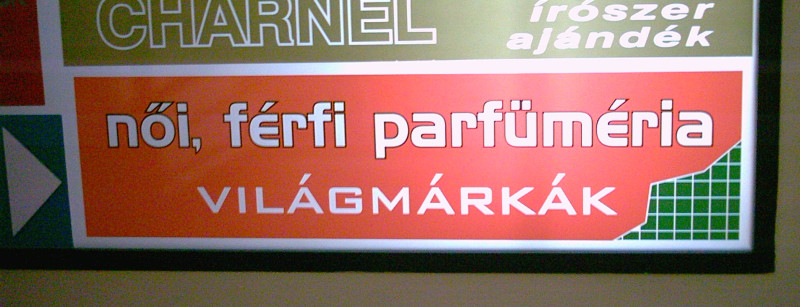 CHARNEL
írószer
ajándék
női, férfi parfüméria
VILÁGMÁRKÁK